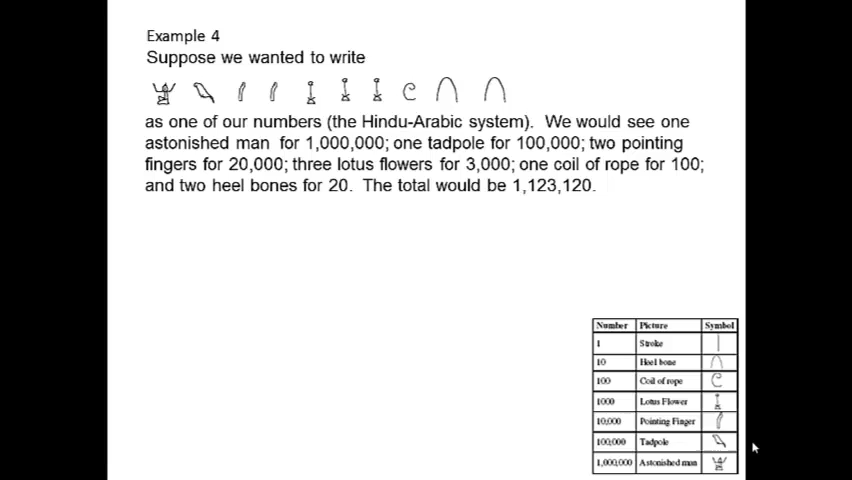 Example 4
Suppose we wanted to write
as one of our numbers (the Hindu-Arabic system). We would see one
astonished man for 1,000,000; one tadpole for 100,000; two pointing
fingers for 20,000; three lotus flowers for 3,000; one coil of rope for 100;
and two heel bones for 20. The total would be 1,123,120.
Number Picture Symbol
1 Stroke
10 Heel bone
100 Coil of rope
1000 Lotus Flower
10,000 Pointing Finger
100,000 Tadpole
1,000,000 Astonished man